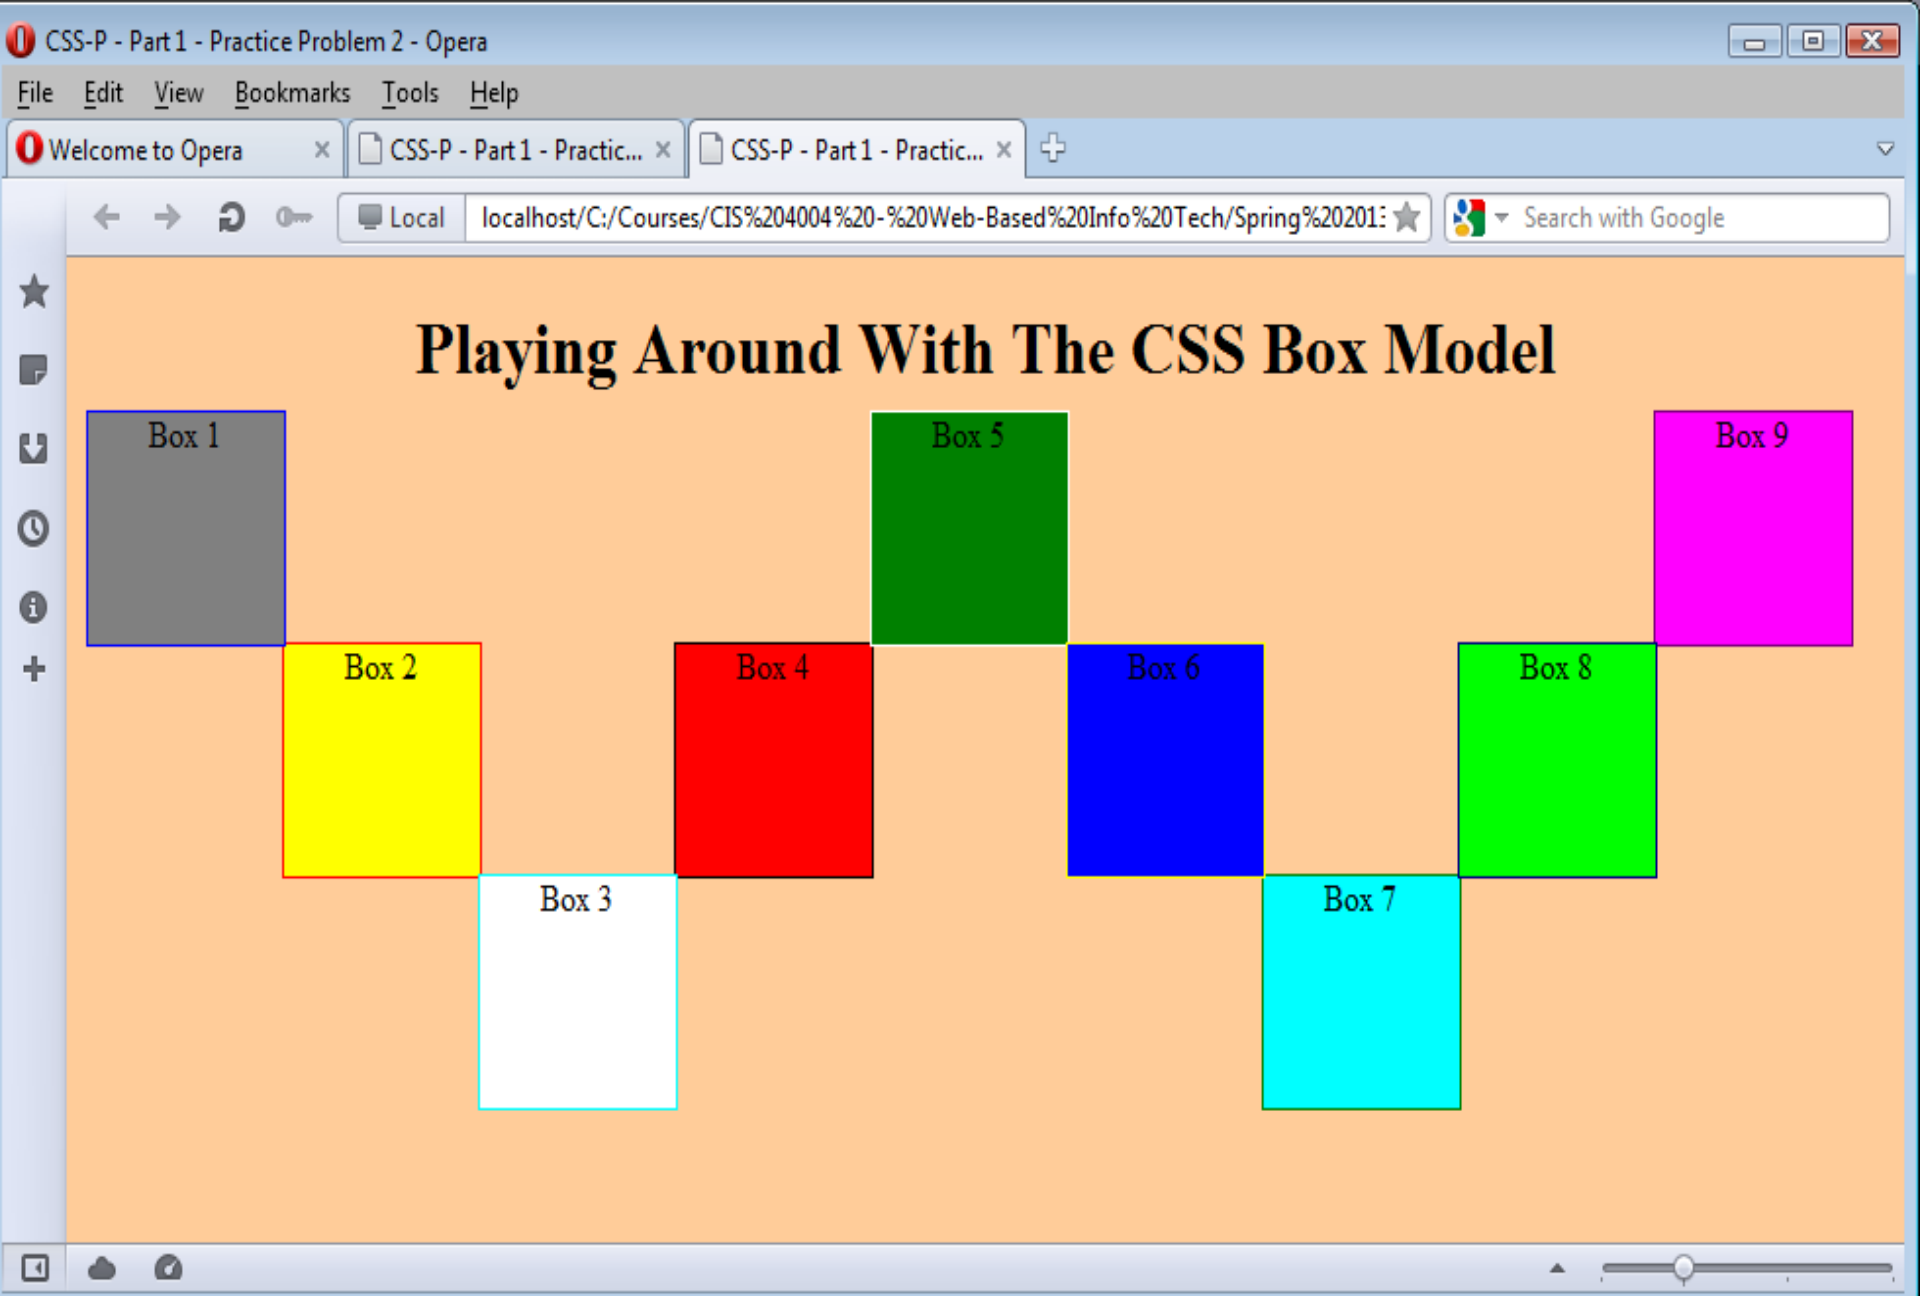 CSS-P - Part 1 - Practice Problem 2 - Opera
File Edit View Bookmarks Tools Help
Welcome to Opera CSS-P - Part 1 - Practic... CSS-P - Part 1 - Practic...
Local localhost/C:/Courses/CIS%204004%20-%20Web-Based%20Info%20Tech/Spring%20201 Search with Google
Playing Around With The CSS Box Model
Box 1
Box 5
Box 9
Box 2
Box 4
Box 6
Box 8
Box 3
Box 7